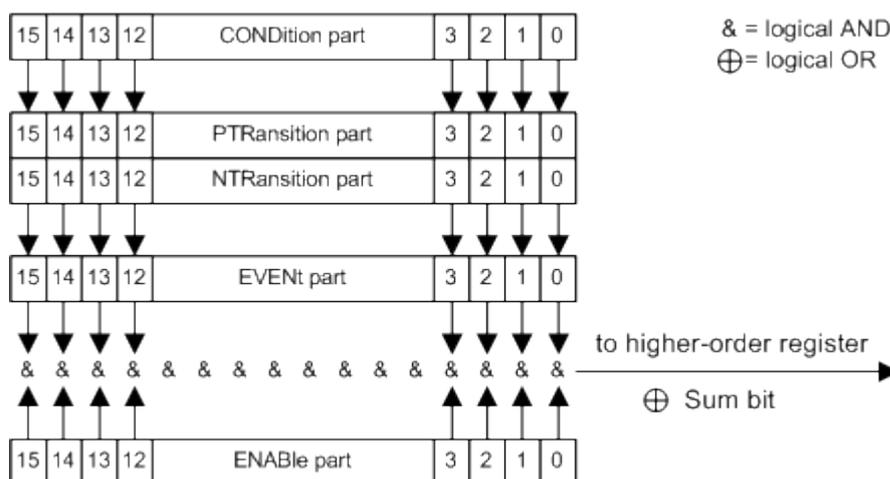 15 14 13 12 CONDition part 3 2 1 0
& = logical AND
⊕ = logical OR
15 14 13 12 PTRansition part 3 2 1 0
15 14 13 12 NTRansition part 3 2 1 0
15 14 13 12 EVENt part 3 2 1 0
& & & & & & & & & & & & & & & &
to higher-order register
⊕ Sum bit
15 14 13 12 ENABle part 3 2 1 0